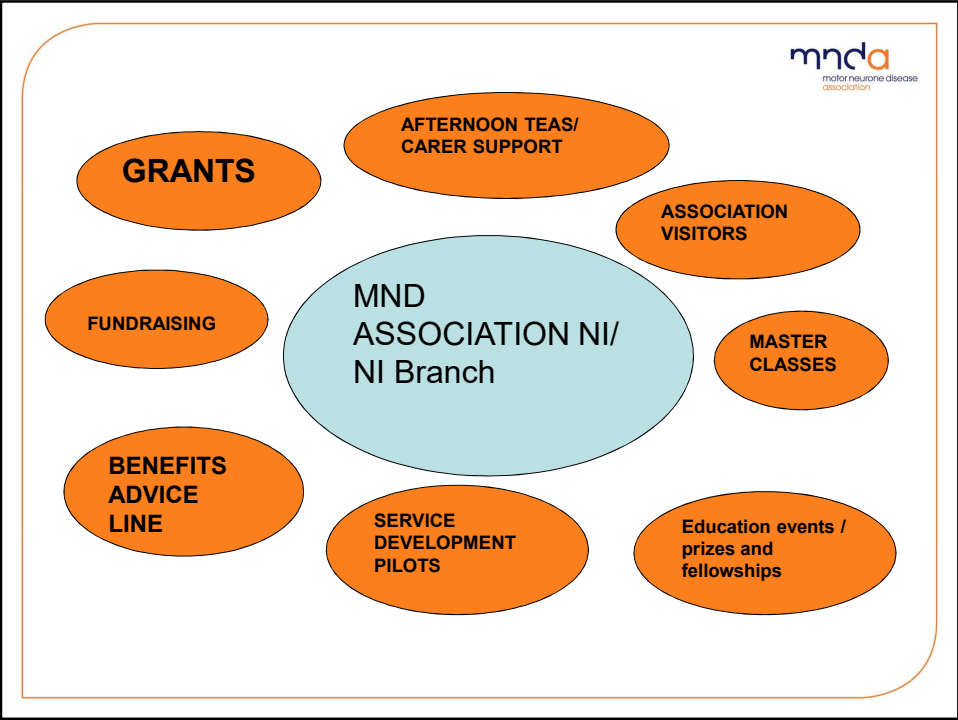 mnda
motor neurone disease
association
AFTERNOON TEAS/
CARER SUPPORT
GRANTS
ASSOCIATION
VISITORS
MND
ASSOCIATION NI/
NI Branch
FUNDRAISING
MASTER
CLASSES
BENEFITS
ADVICE
LINE
SERVICE
DEVELOPMENT
PILOTS
Education events /
prizes and
fellowships